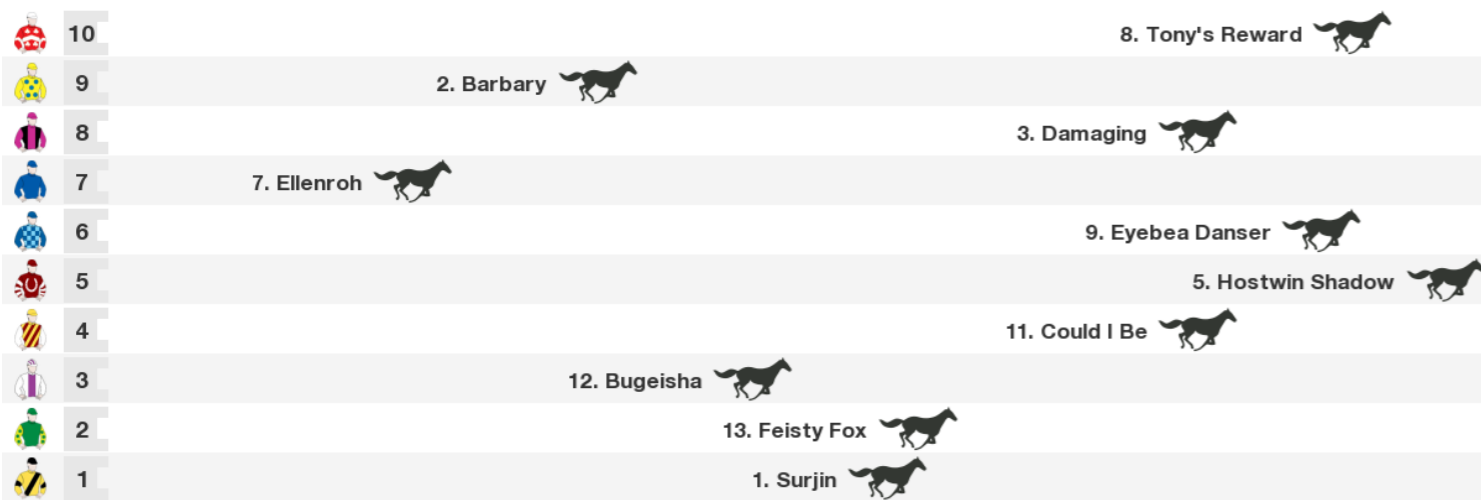 10 8. Tony's Reward
9 2. Barbary
8 3. Damaging
7 7. Ellenroh
6 9. Eyebea Danser
5 5. Hostwin Shadow
4 11. Could I Be
3 12. Bugeisha
2 13. Feisty Fox
1 1. Surjin